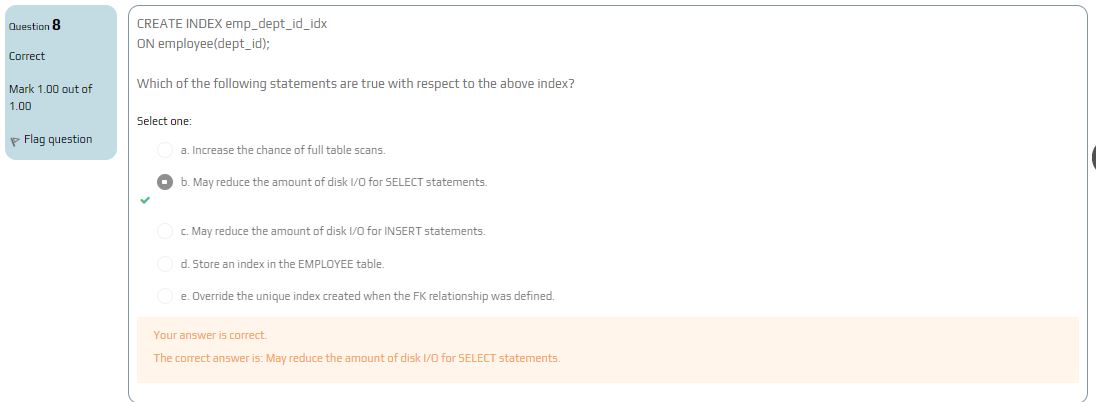 Question 8
Correct
Mark 1.00 out of
1.00
Flag question
CREATE INDEX emp_dept_id_idx
ON employee(dept_id);
Which of the following statements are true with respect to the above index?
Select one:
a. Increase the chance of full table scans.
b. May reduce the amount of disk I/O for SELECT statements.
c. May reduce the amount of disk I/O for INSERT statements.
d. Store an index in the EMPLOYEE table.
e. Override the unique index created when the FK relationship was defined.
Your answer is correct.
The correct answer is: May reduce the amount of disk I/O for SELECT statements.